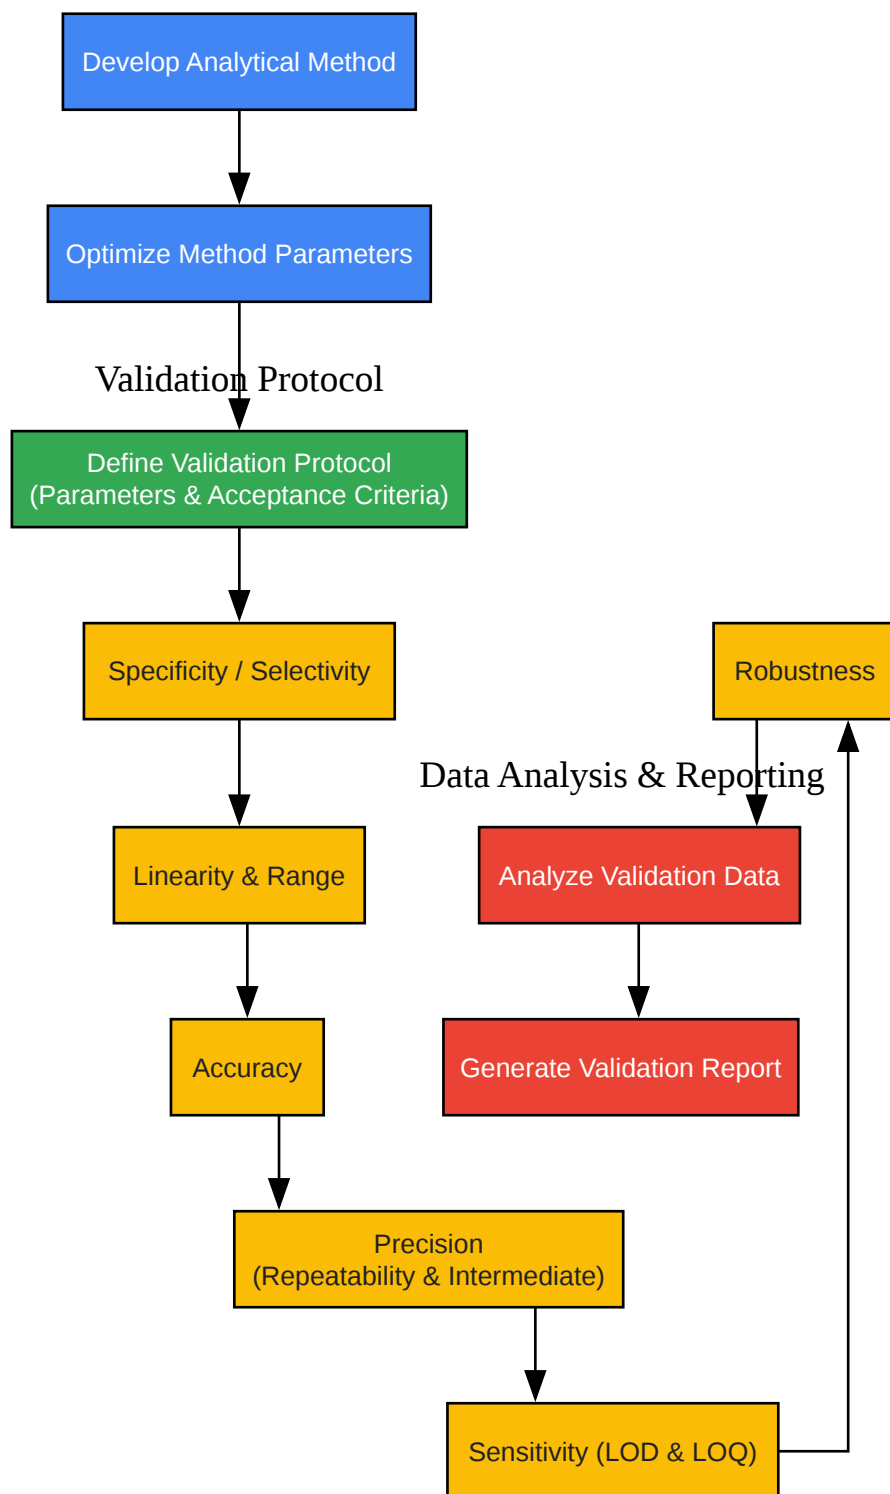 Develop Analytical Method
Optimize Method Parameters
Validation Protocol
Define Validation Protocol
(Parameters & Acceptance Criteria)
Specificity / Selectivity
Robustness
Data Analysis & Reporting
Linearity & Range
Analyze Validation Data
Accuracy
Generate Validation Report
Precision
(Repeatability & Intermediate)
Sensitivity (LOD & LOQ)